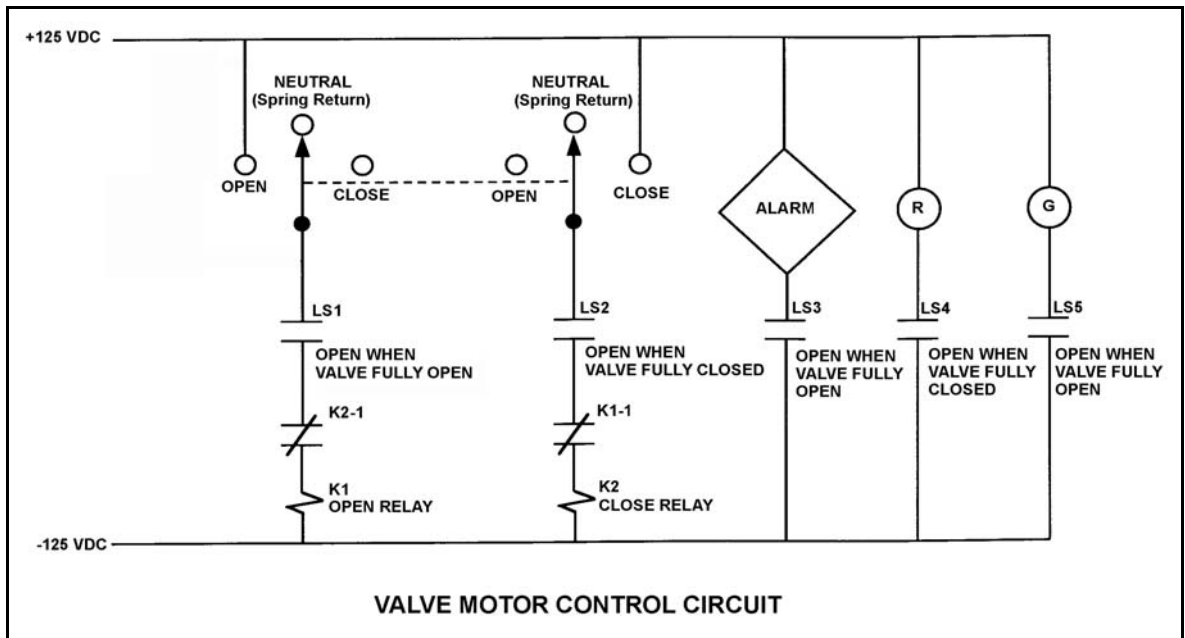 +125 VDC
NEUTRAL
(Spring Return)
NEUTRAL
(Spring Return)
OPEN
CLOSE
OPEN
CLOSE
ALARM
R
G
LS1
OPEN WHEN
VALVE FULLY OPEN
LS2
OPEN WHEN
VALVE FULLY CLOSED
LS3
OPEN WHEN
VALVE FULLY
OPEN
LS4
OPEN WHEN
VALVE FULLY
CLOSED
LS5
OPEN WHEN
VALVE FULLY
OPEN
K2-1
K1-1
K1
OPEN RELAY
K2
CLOSE RELAY
-125 VDC
VALVE MOTOR CONTROL CIRCUIT